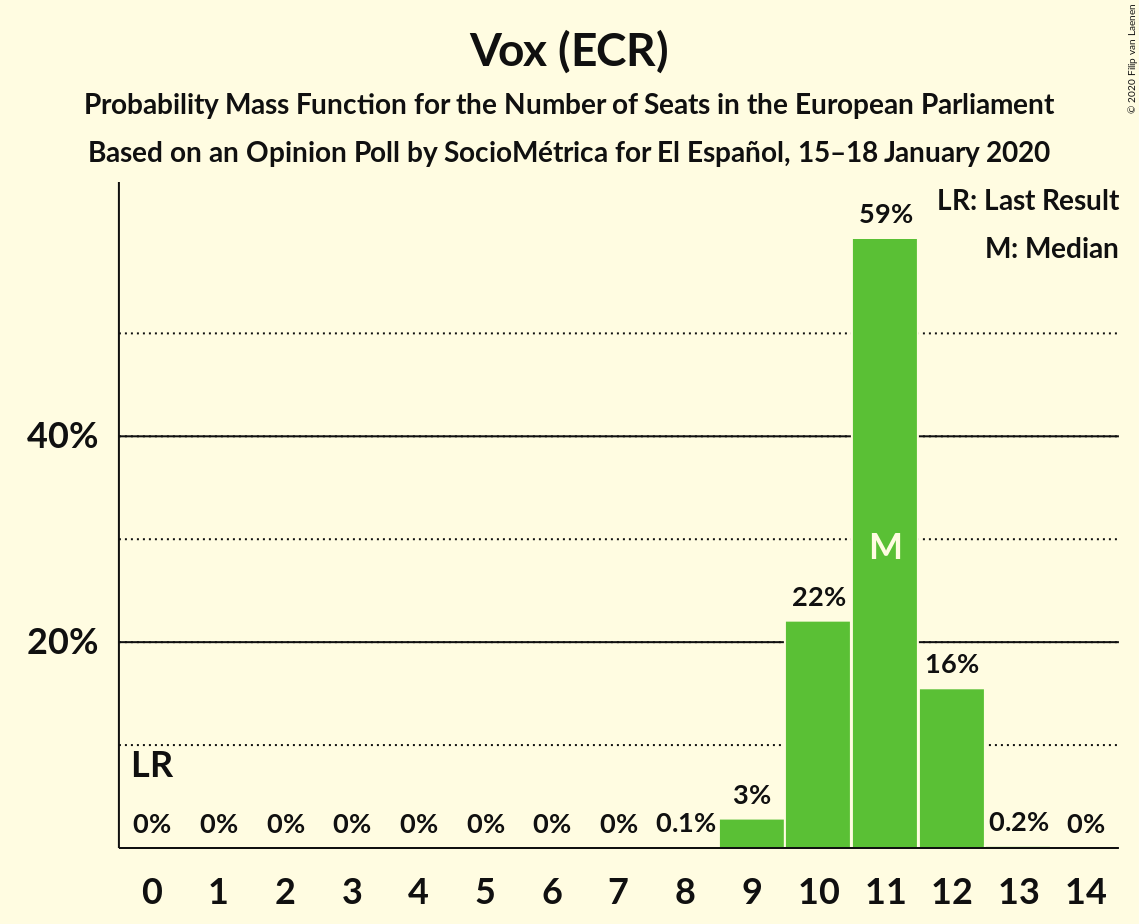 Vox (ECR)
Probability Mass Function for the Number of Seats in the European Parliament
Based on an Opinion Poll by SocioMétrica for El Español, 15–18 January 2020
© 2020 Filip van Laenen
LR: Last Result
M: Median
59%
40%
M
22%
20%
16%
LR
0% 0% 0% 0% 0% 0% 0% 0% 0.1% 3% 0.2% 0%
0 1 2 3 4 5 6 7 8 9 10 11 12 13 14